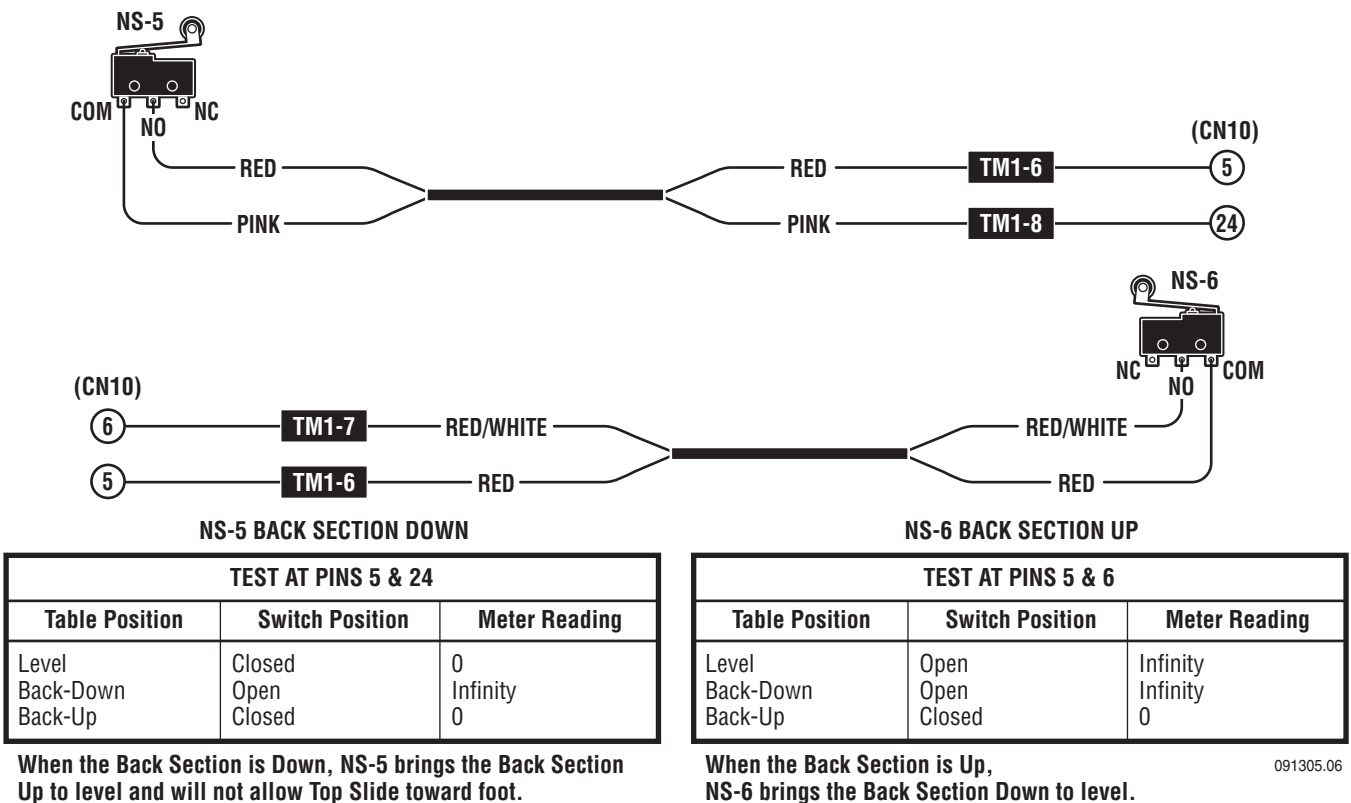 NS-5
COM
NO
NC
(CN10)
RED
RED
TM1-6
5
PINK
PINK
TM1-8
24
NS-6
NC
NO
COM
(CN10)
6
TM1-7
RED/WHITE
RED/WHITE
5
TM1-6
RED
RED
NS-5 BACK SECTION DOWN
TEST AT PINS 5 & 24
Table Position Switch Position Meter Reading
Level Closed 0
Back-Down Open Infinity
Back-Up Closed 0
When the Back Section is Down, NS-5 brings the Back Section
Up to level and will not allow Top Slide toward foot.
NS-6 BACK SECTION UP
TEST AT PINS 5 & 6
Table Position Switch Position Meter Reading
Level Open Infinity
Back-Down Open Infinity
Back-Up Closed 0
When the Back Section is Up,
NS-6 brings the Back Section Down to level.
091305.06